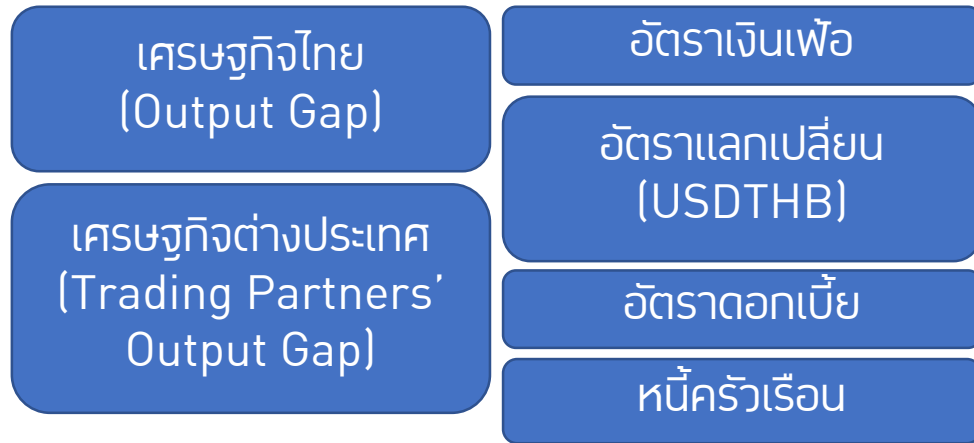 เศรษฐกิจไทย
(Output Gap)
เศรษฐกิจต่างประเทศ
(Trading Partners’
Output Gap)
อัตราเงินเฟ้อ
อัตราแลกเปลี่ยน
(USDTHB)
อัตราดอกเบี้ย
หนี้ครัวเรือน